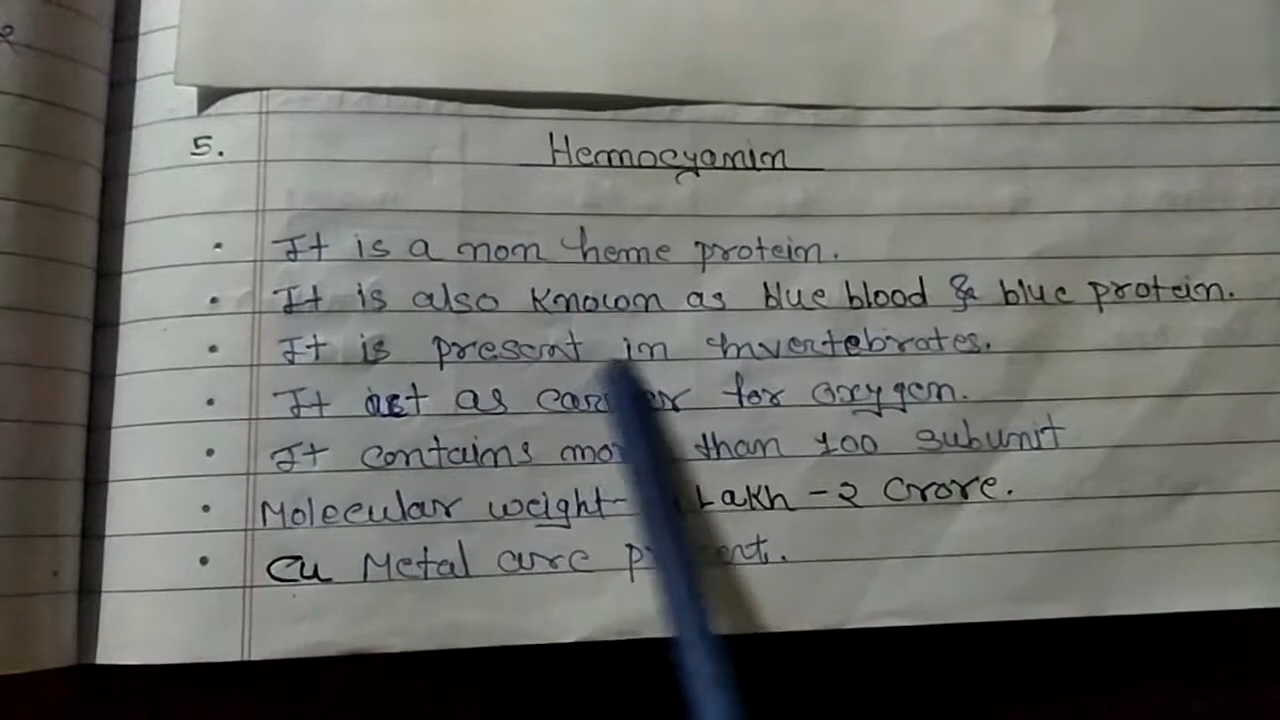 5. Hemocyanin
• It is a non heme protein.
• It is also known as blue blood & blue protein.
• It is present in invertebrates.
• It act as for oxygen.
• It contains than 100 subunit
• Molecular weight- Lakh - 2 Crore.
• Cu Metal are